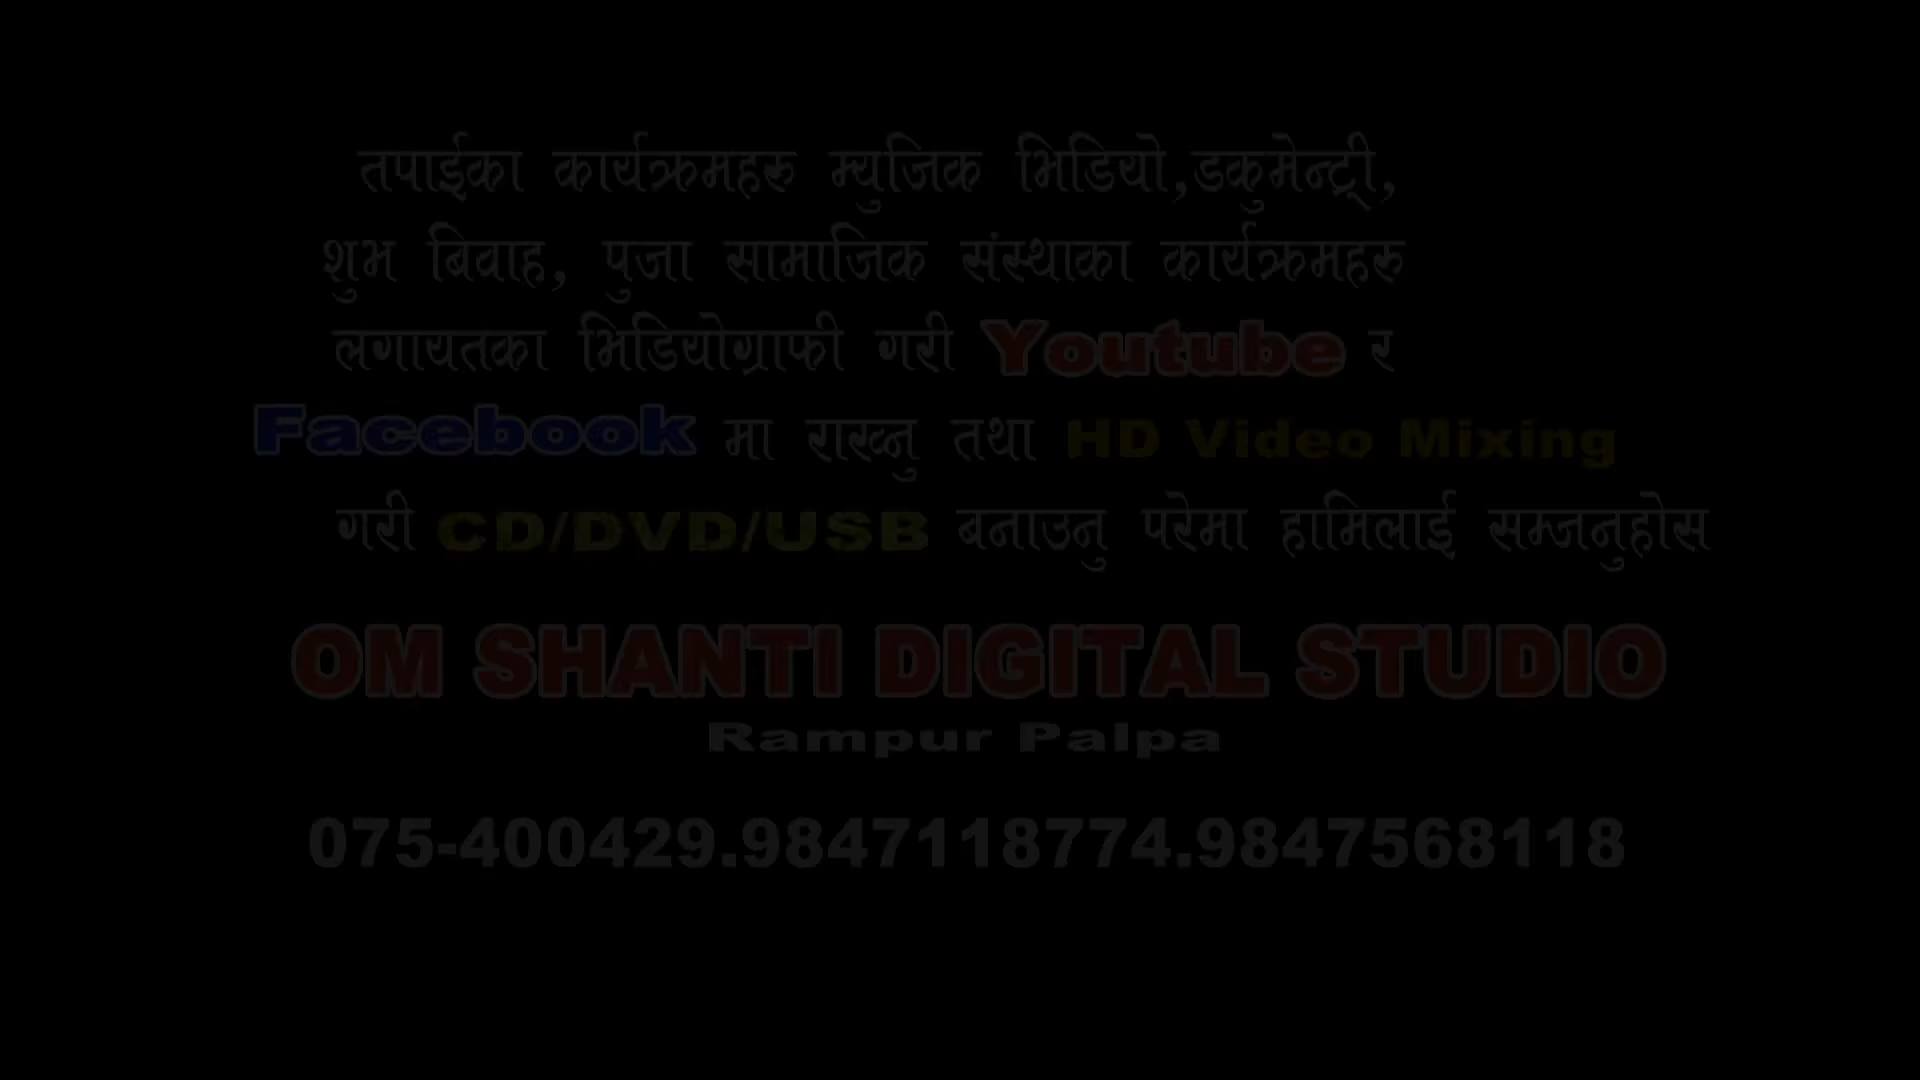 तपाईका कार्यक्रमहरु म्युजिक भिडियो,डकुमेन्ट्री,
शुभ बिवाह, पुजा सामाजिक संस्थाका कार्यक्रमहरु
लगायतका भिडियोग्राफी गरी Youtube र
Facebook मा राख्नु तथा HD Video Mixing
गरी CD/DVD/USB बनाउनु परेमा हामिलाई सम्जनुहोस
OM SHANTI DIGITAL STUDIO
Rampur Palpa
075-400429.9847118774.9847568118